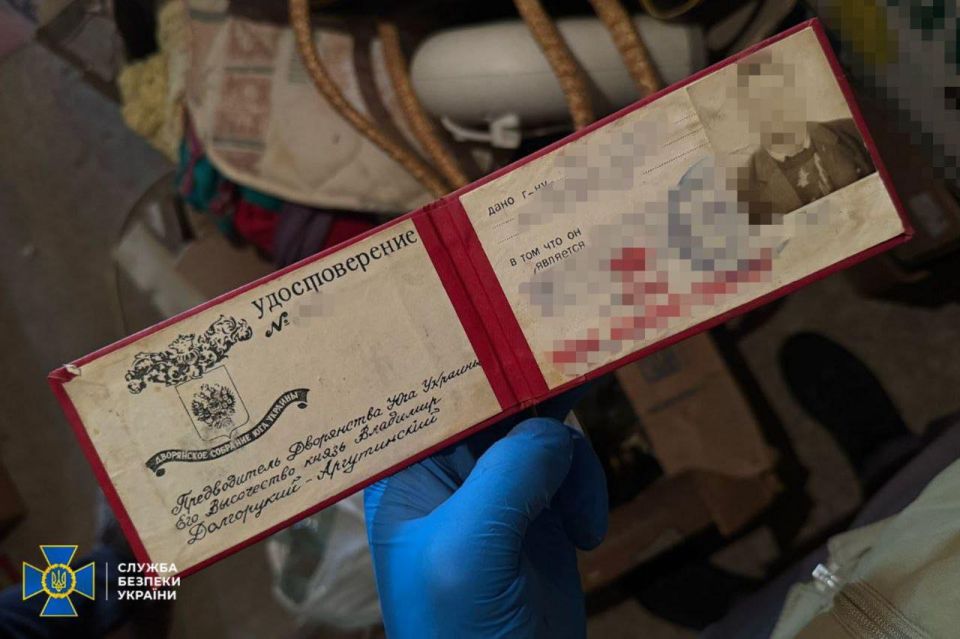 удостоверение
№
ДВОРЯНСКОЕ СОБРАНИЕ ЮГА УКРАИНЫ
Предводитель Дворянства Юга Украины
Его Высочество князь Владимир
Долгорукий - Аргутинский
дано
в том что он
является
СЛУЖБА
БЕЗПЕКИ
УКРАЇНИ